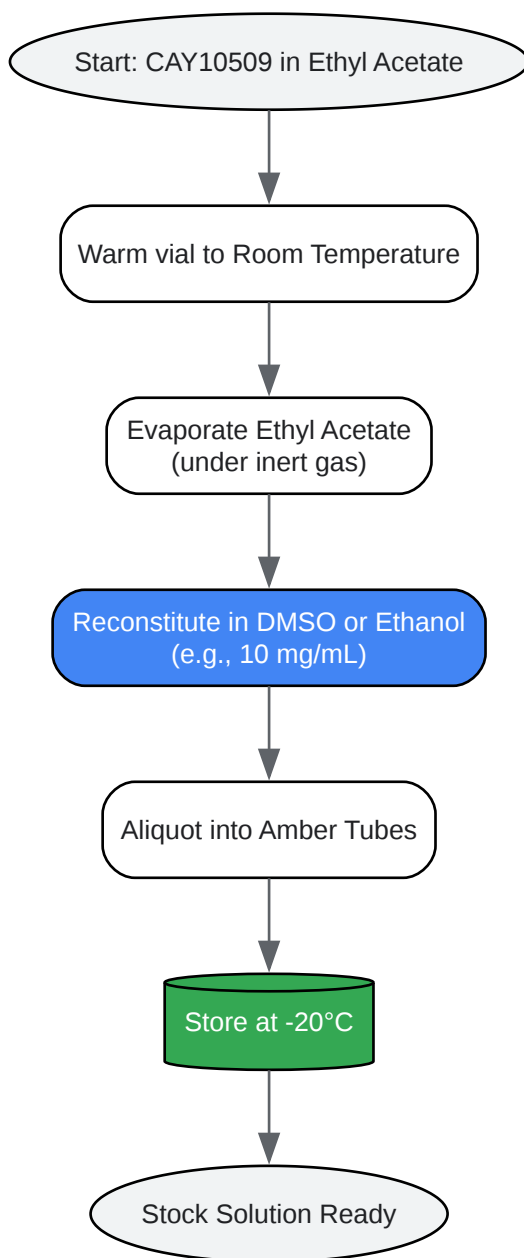 Start: CAY10509 in Ethyl Acetate
Warm vial to Room Temperature
Evaporate Ethyl Acetate
(under inert gas)
Reconstitute in DMSO or Ethanol
(e.g., 10 mg/mL)
Aliquot into Amber Tubes
Store at -20°C
Stock Solution Ready